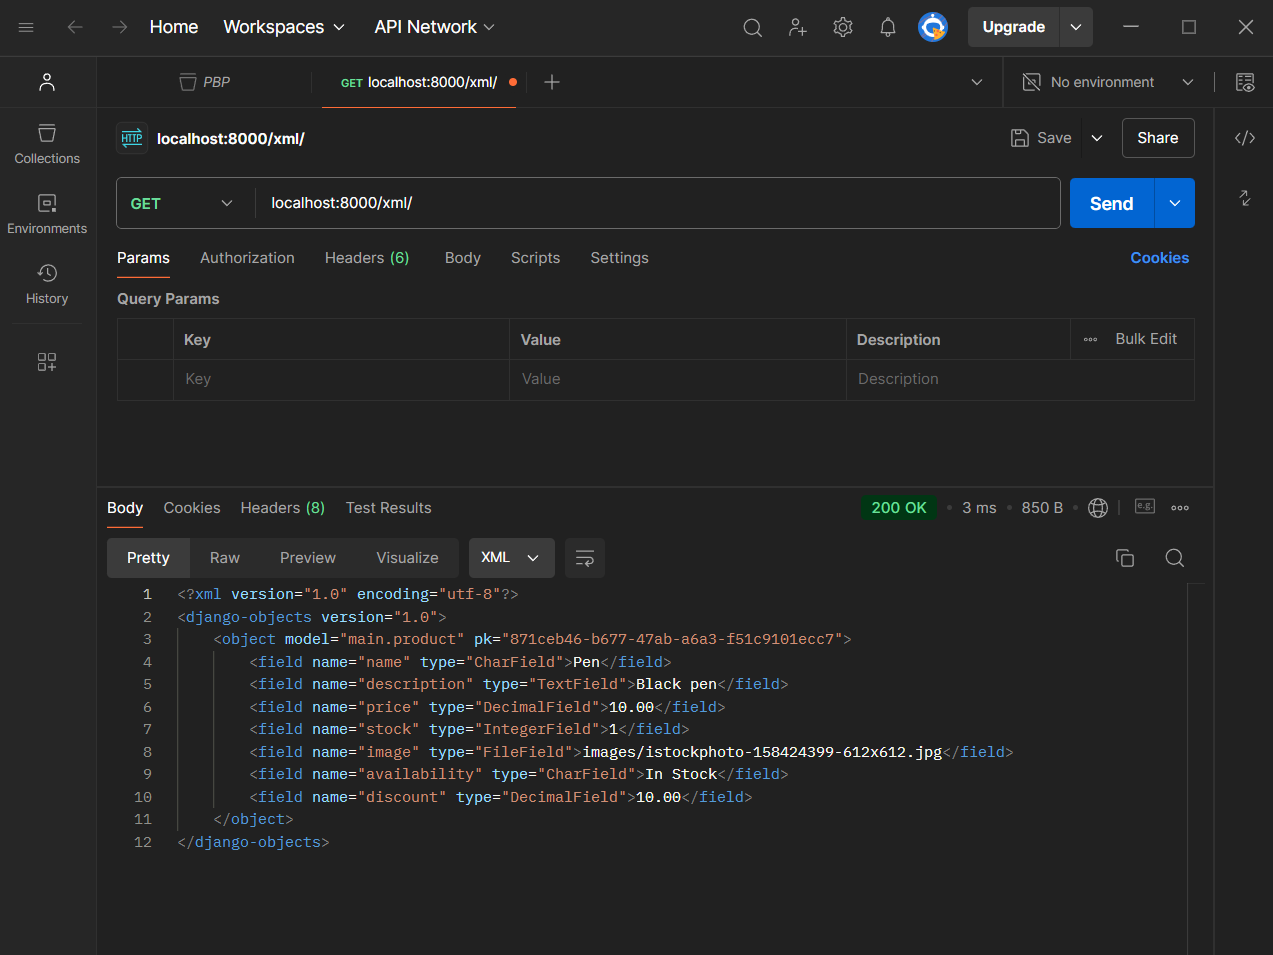 Home Workspaces API Network Upgrade
PBP GET localhost:8000/xml/ No environment
HTTP localhost:8000/xml/ Save Share
Collections
GET localhost:8000/xml/ Send
Environments
Params Authorization Headers (6) Body Scripts Settings Cookies
History
Query Params
Key Value Description Bulk Edit
Key Value Description
Body Cookies Headers (8) Test Results 200 OK 3 ms 850 B e.g.
Pretty Raw Preview Visualize XML
1 <?xml version="1.0" encoding="utf-8"?>
2 <django-objects version="1.0">
3 <object model="main.product" pk="871ceb46-b677-47ab-a6a3-f51c9101ecc7">
4 <field name="name" type="CharField">Pen</field>
5 <field name="description" type="TextField">Black pen</field>
6 <field name="price" type="DecimalField">10.00</field>
7 <field name="stock" type="IntegerField">1</field>
8 <field name="image" type="FileField">images/istockphoto-158424399-612x612.jpg</field>
9 <field name="availability" type="CharField">In Stock</field>
10 <field name="discount" type="DecimalField">10.00</field>
11 </object>
12 </django-objects>